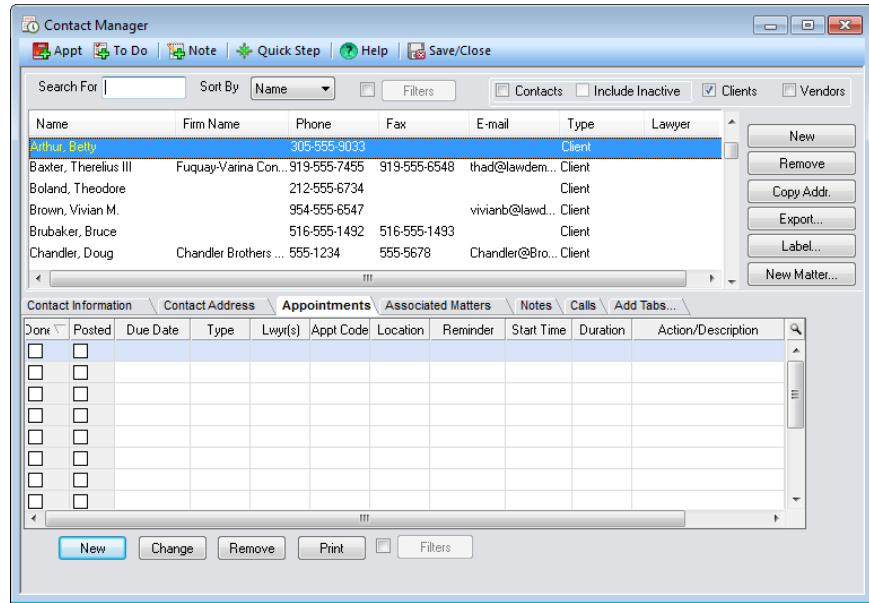 Contact Manager
Appt To Do Note Quick Step Help Save/Close
Search For Sort By Name Filters Contacts Include Inactive Clients Vendors
Name Firm Name Phone Fax E-mail Type Lawyer
Arthur, Betty 305-555-9033 Client
Baxter, Therelius III Fuquay-Varina Con... 919-555-7455 919-555-6548 thad@lawdem... Client
Boland, Theodore 212-555-6734 Client
Brown, Vivian M. 954-555-6547 vivianb@lawd... Client
Brubaker, Bruce 516-555-1492 516-555-1493 Client
Chandler, Doug Chandler Brothers ... 555-1234 555-5678 Chandler@Bro... Client
New
Remove
Copy Addr.
Export...
Label...
New Matter...
Contact Information Contact Address Appointments Associated Matters Notes Calls Add Tabs...
Done Posted Due Date Type Lwyr(s) Appt Code Location Reminder Start Time Duration Action/Description
New Change Remove Print Filters